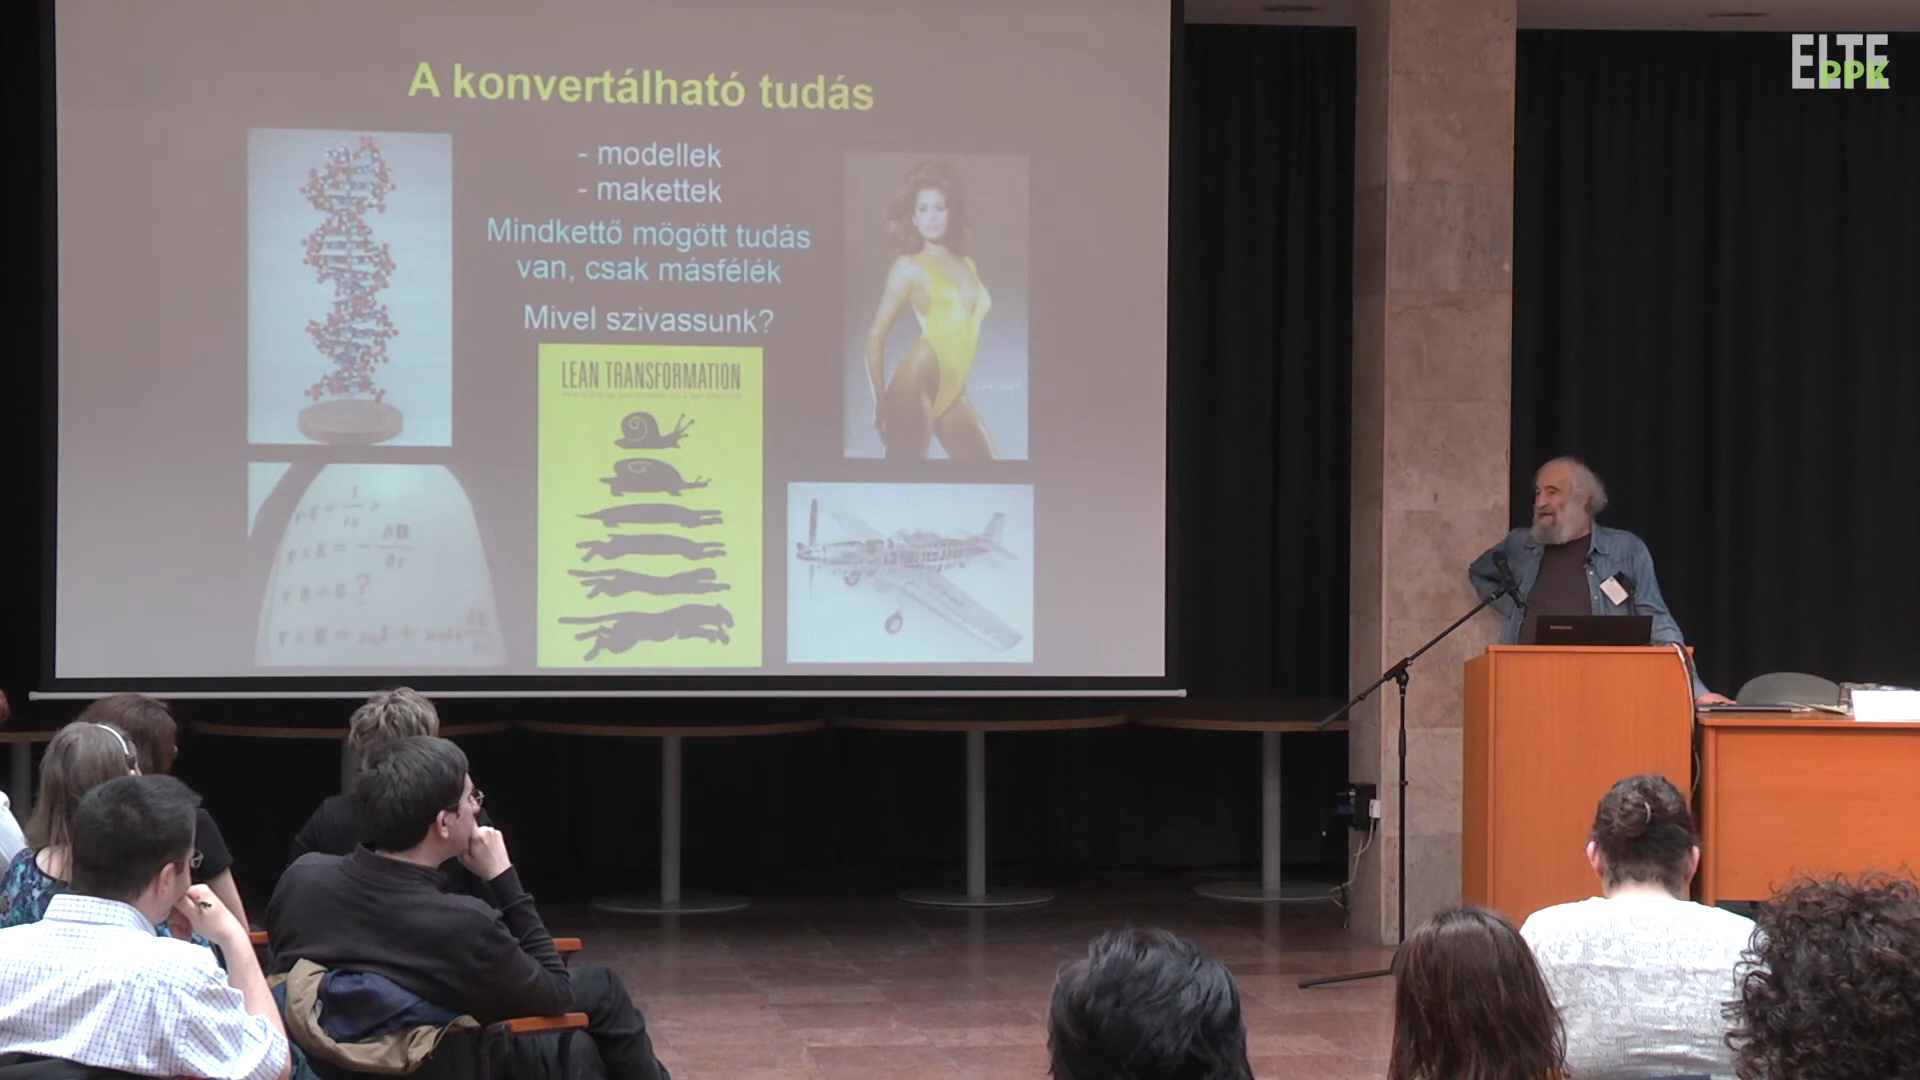 A konvertálható tudás
- modellek
- makettek
Mindkettő mögött tudás
van, csak másfélék
Mivel szivassunk?
LEAN TRANSFORMATION
ELTE
PPK